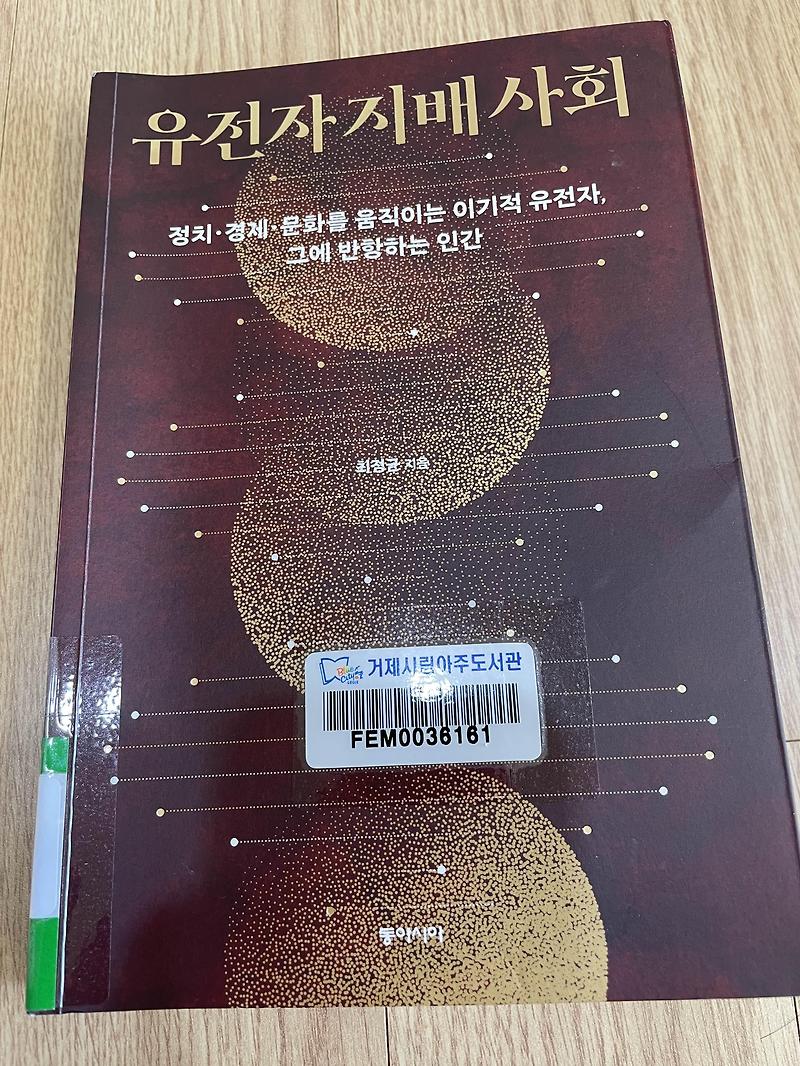 유전자 지배 사회
정치·경제·문화를 움직이는 이기적 유전자,
그에 반항하는 인간
최정균 지음
거제시립아주도서관
FEM0036161
동아시아